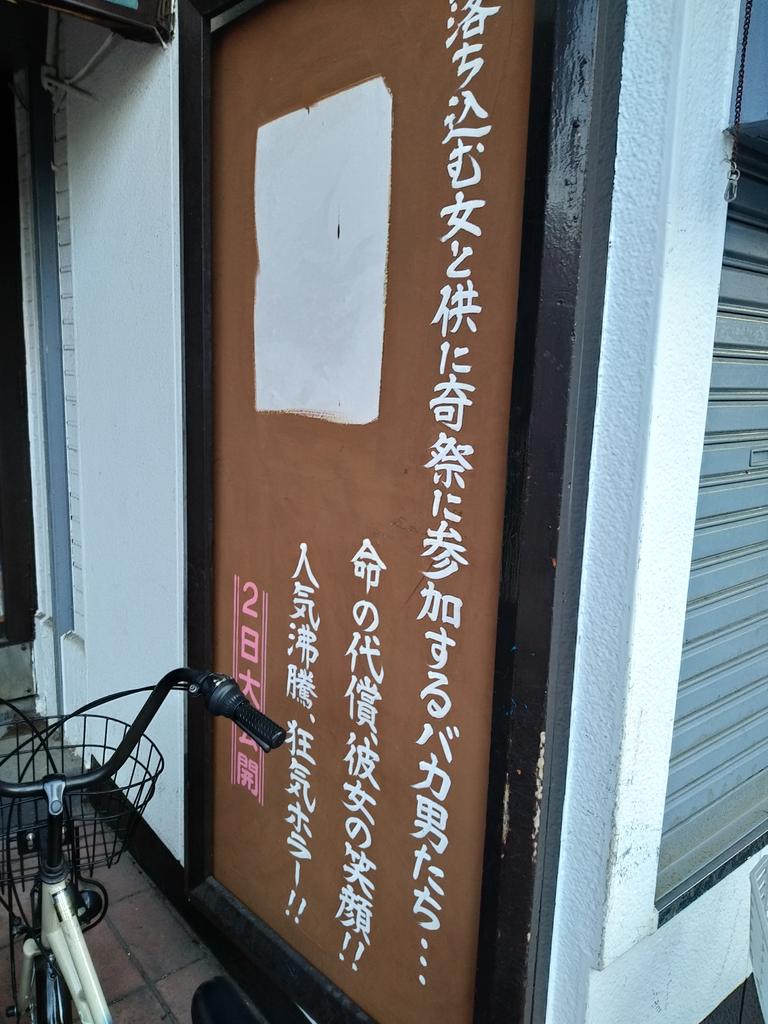 落ち込む女と供に奇祭に参加するバカ男たち…
命の代償、彼女の笑顔!!
人気沸騰、狂気ホラー!!
2日大公開